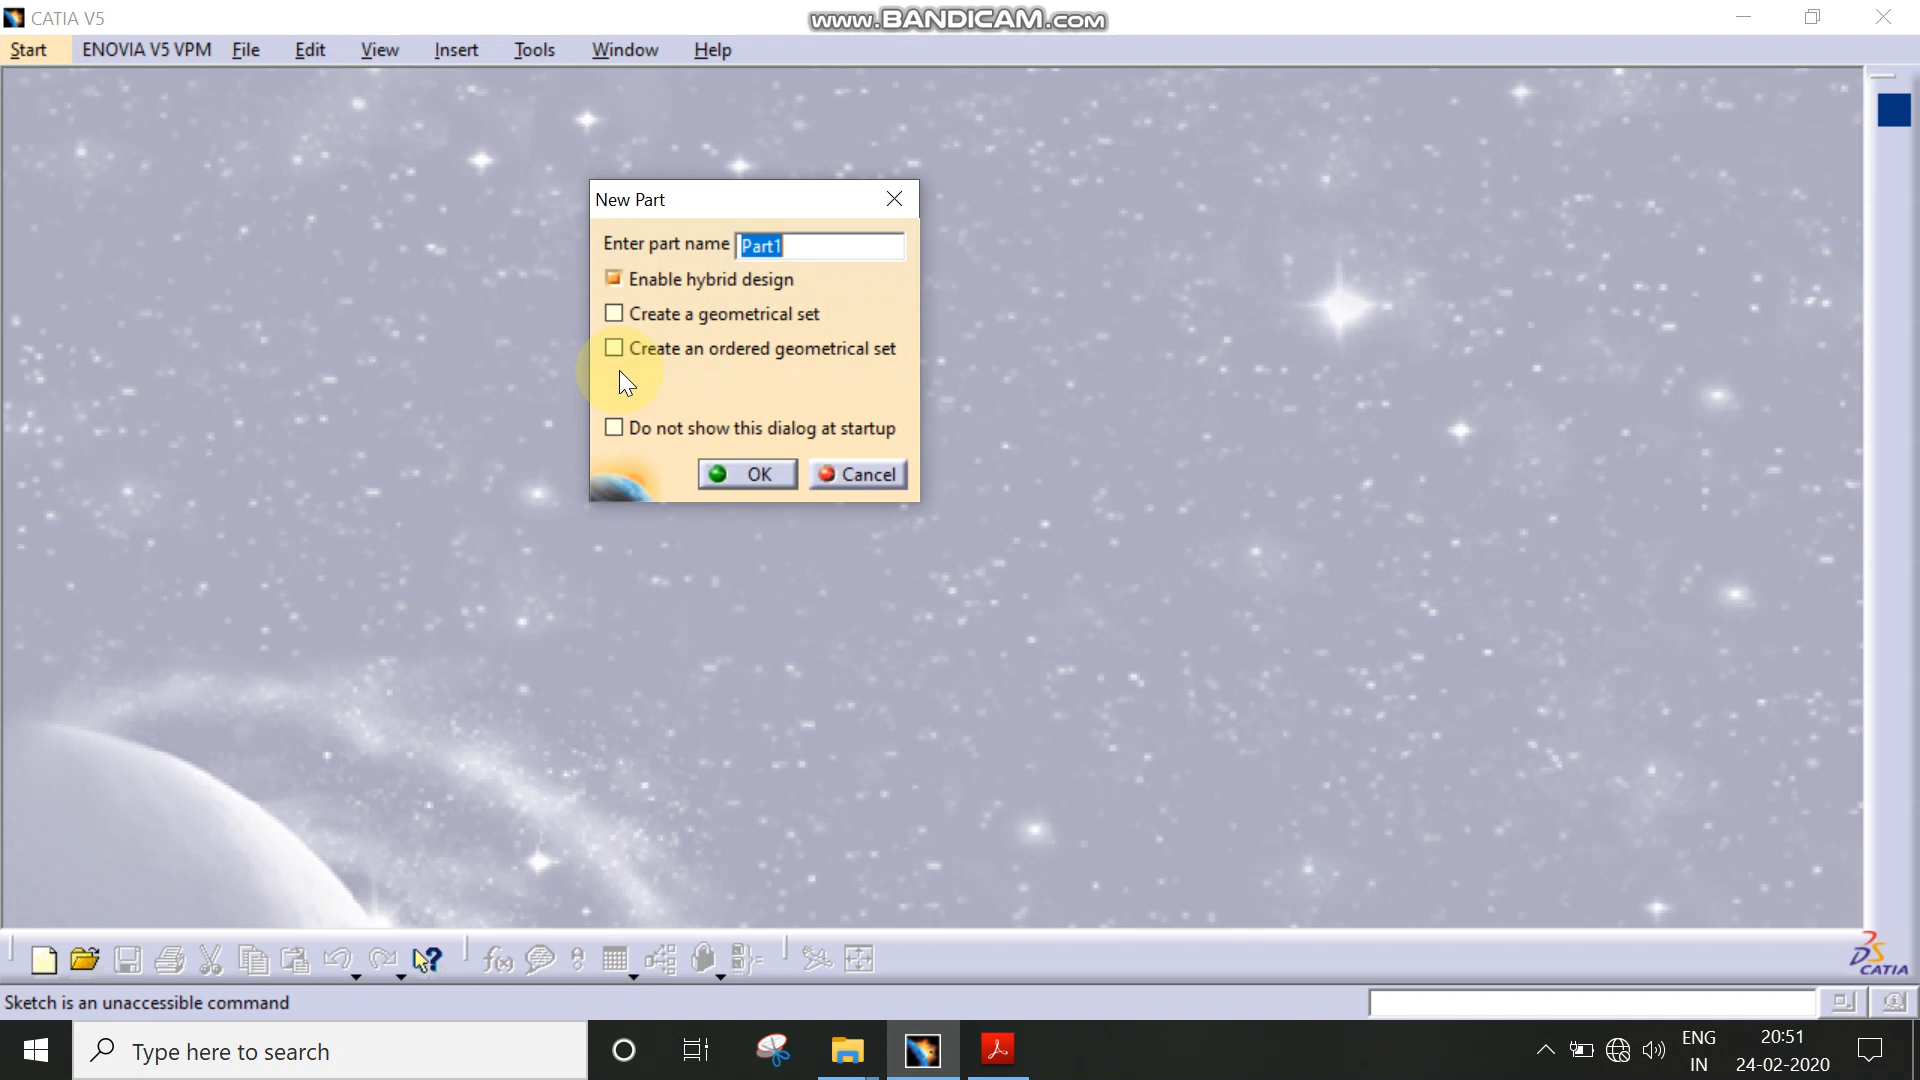 CATIA V5
www.BANDICAM.com
Start ENOVIA V5 VPM File Edit View Insert Tools Window Help
New Part
Enter part name Part1
Enable hybrid design
Create a geometrical set
Create an ordered geometrical set
Do not show this dialog at startup
OK Cancel
f(x)
CATIA
Sketch is an unaccessible command
Type here to search
ENG
IN
20:51
24-02-2020